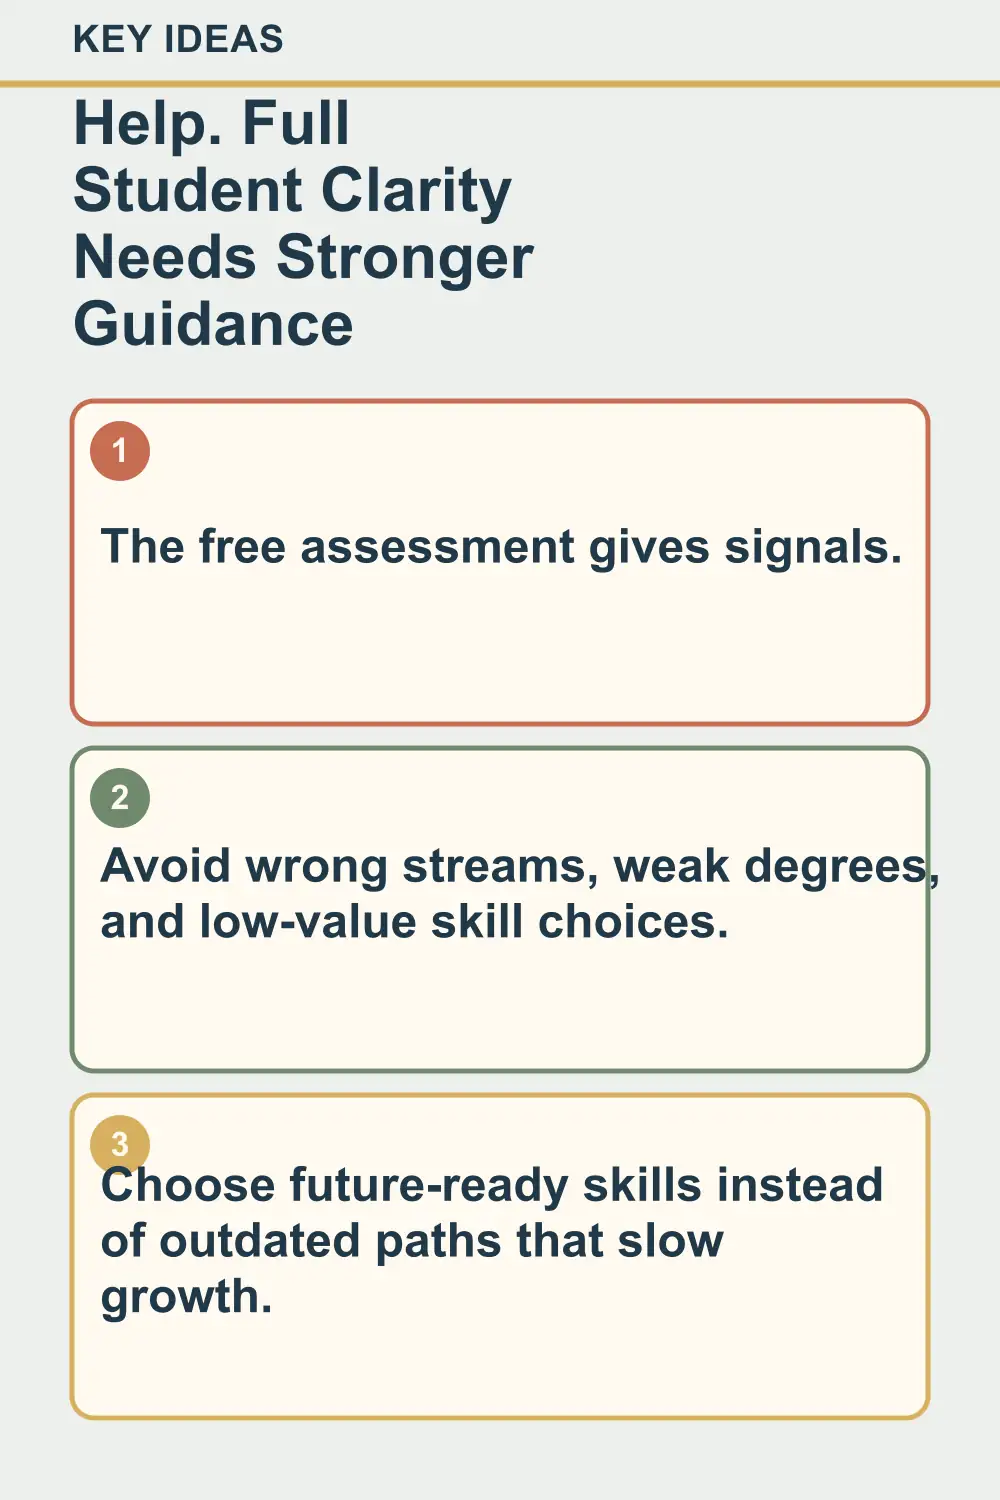 KEY IDEAS
Help. Full
Student Clarity
Needs Stronger
Guidance
1
The free assessment gives signals.
2
Avoid wrong streams, weak degrees,
and low-value skill choices.
3
Choose future-ready skills instead
of outdated paths that slow
growth.